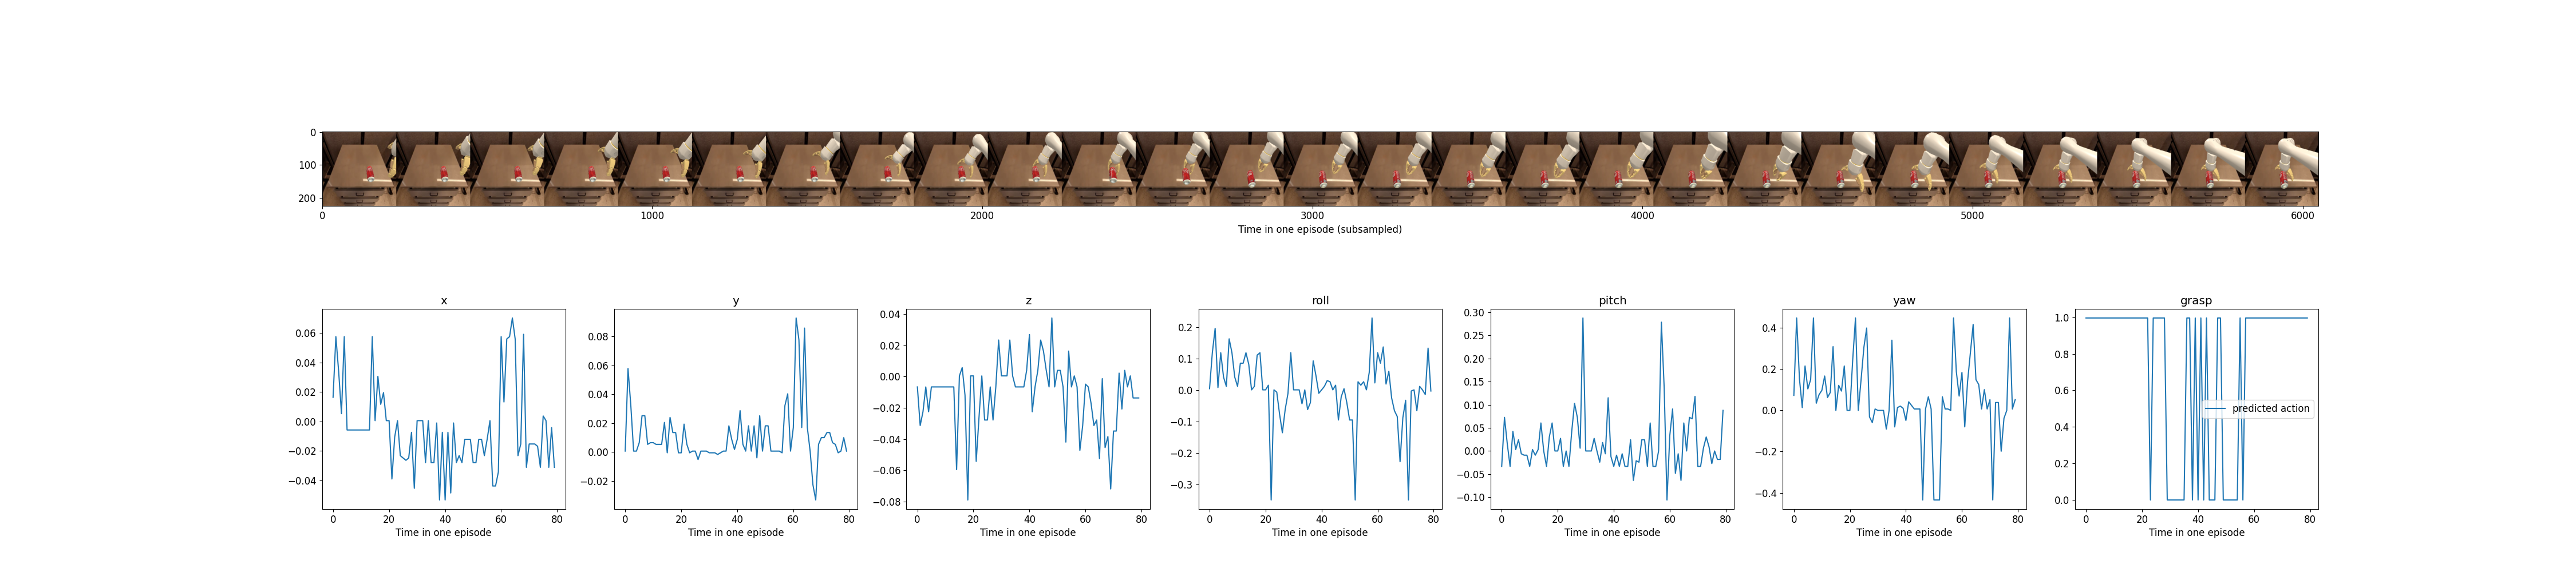 0
100
200
0 1000 2000 3000 4000 5000 6000
Time in one episode (subsampled)
x
0.06
0.04
0.02
0.00
−0.02
−0.04
0 20 40 60 80
Time in one episode
y
0.08
0.06
0.04
0.02
0.00
−0.02
0 20 40 60 80
Time in one episode
z
0.04
0.02
0.00
−0.02
−0.04
−0.06
−0.08
0 20 40 60 80
Time in one episode
roll
0.2
0.1
0.0
−0.1
−0.2
−0.3
0 20 40 60 80
Time in one episode
pitch
0.30
0.25
0.20
0.15
0.10
0.05
0.00
−0.05
−0.10
0 20 40 60 80
Time in one episode
yaw
0.4
0.2
0.0
−0.2
−0.4
0 20 40 60 80
Time in one episode
grasp
1.0
0.8
0.6
0.4
0.2
0.0
predicted action
0 20 40 60 80
Time in one episode